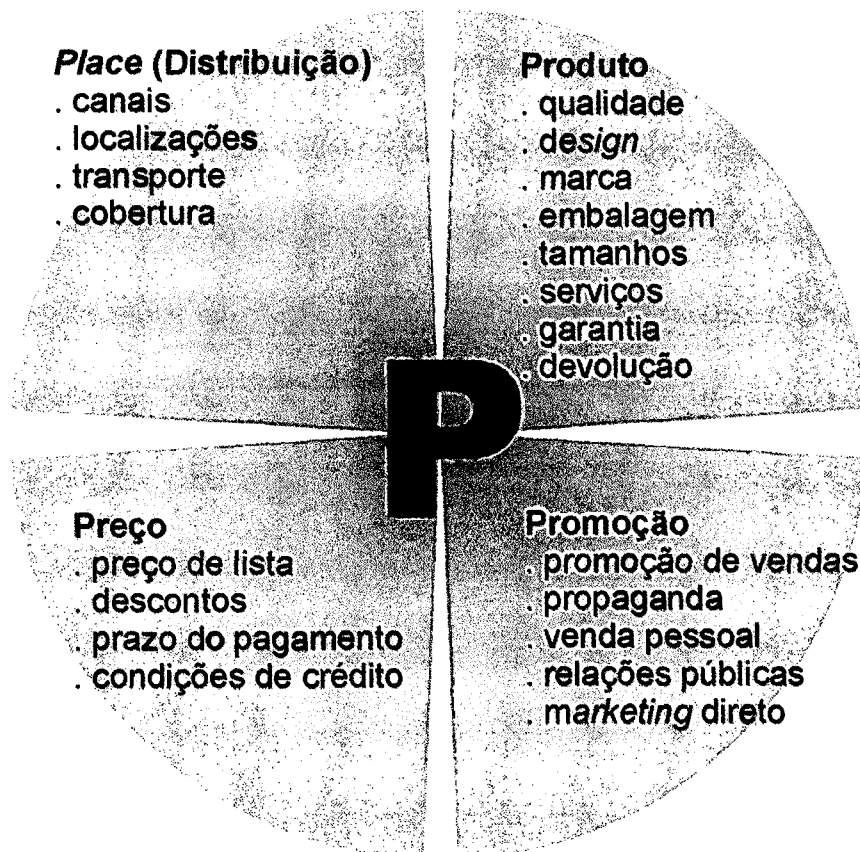 Place (Distribuição)
. canais
. localizações
. transporte
. cobertura
Produto
. qualidade
. design
. marca
. embalagem
. tamanhos
. serviços
. garantia
. devolução
P
Preço
. preço de lista
. descontos
. prazo do pagamento
. condições de crédito
Promoção
. promoção de vendas
. propaganda
. venda pessoal
. relações públicas
. marketing direto